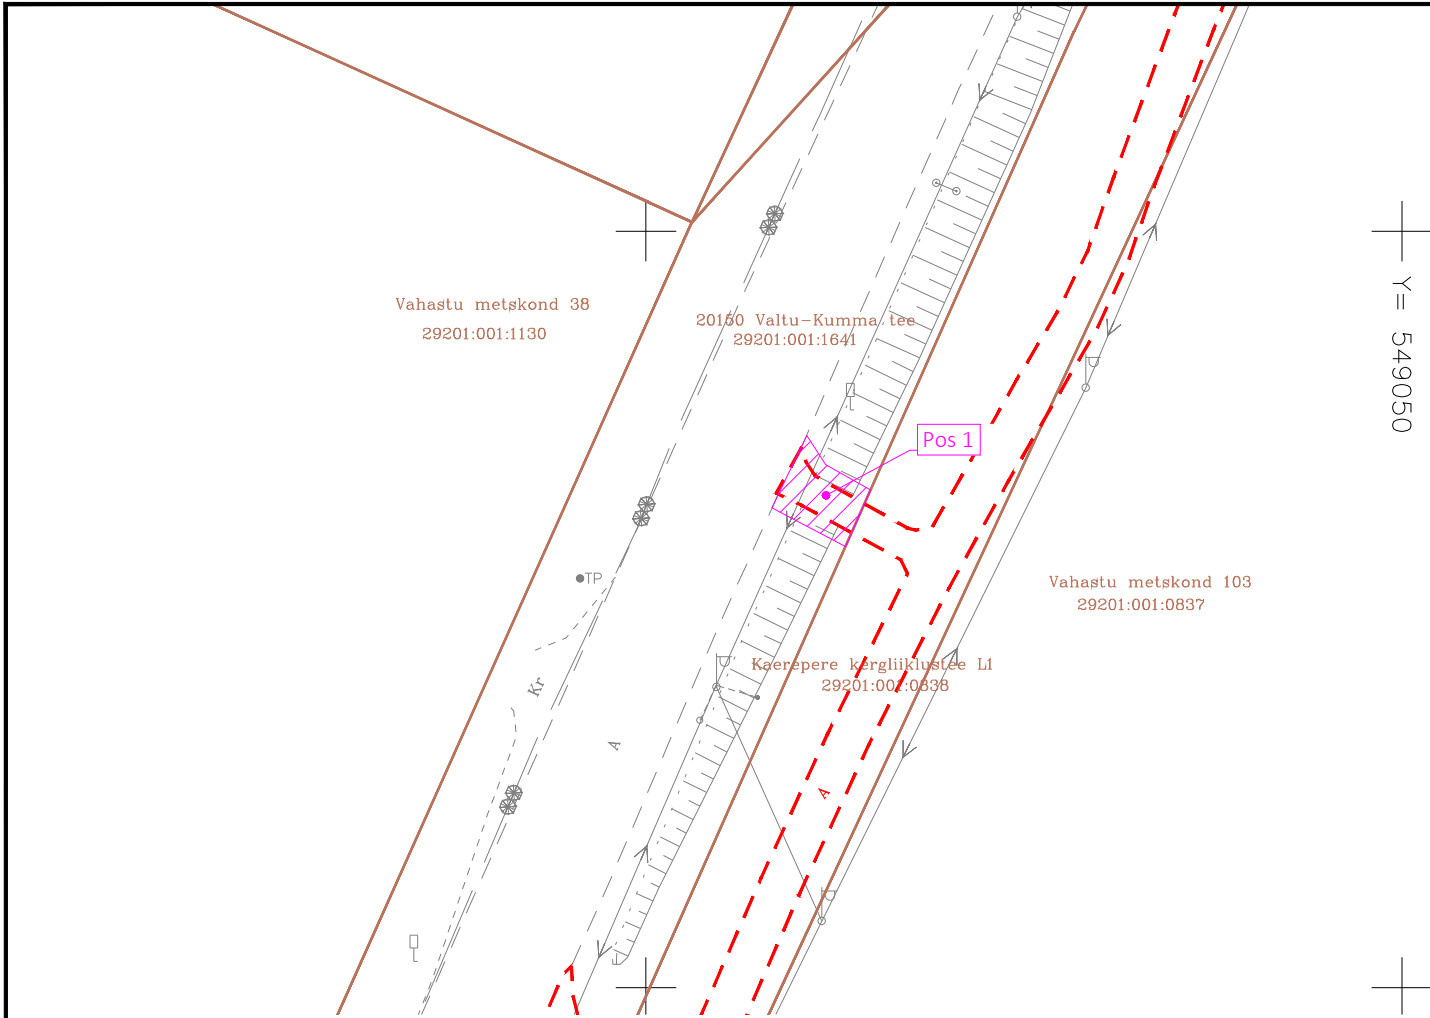 Vahastu metskond 38
29201:001:1130
20150 Valtu-Kumma tee
29201:001:1641
Y= 549050
Pos 1
TP
Vahastu metskond 103
29201:001:0837
Kaerepere kergliiklustee L1
29201:001:0838
Kr
A
A